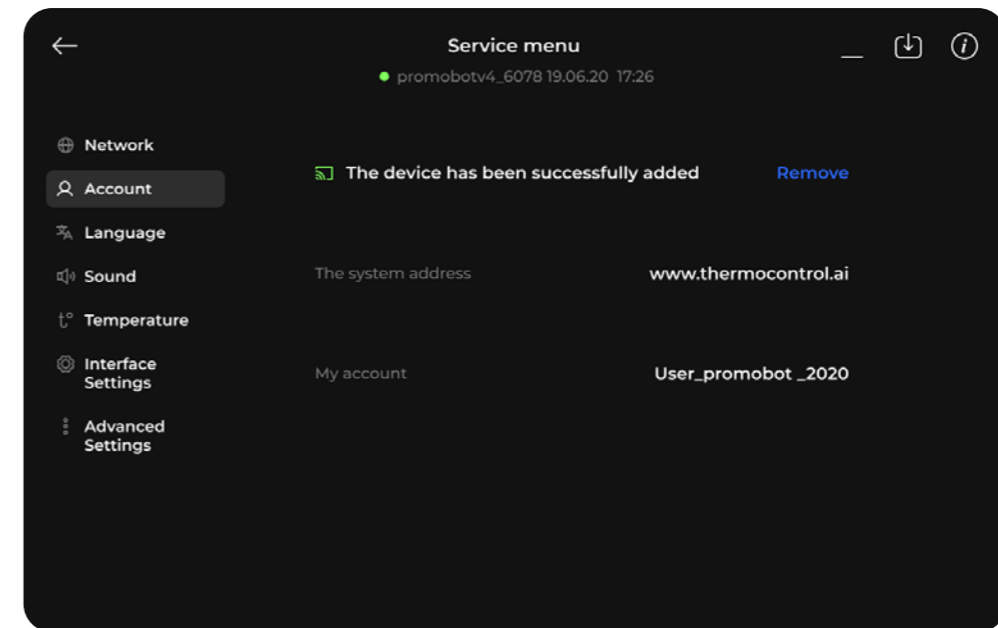 Service menu
promobotv4_6078 19.06.20 17:26
Network
Account
Language
Sound
t° Temperature
Interface
Settings
Advanced
Settings
The device has been successfully added Remove
The system address www.thermocontrol.ai
My account User_promobot _2020